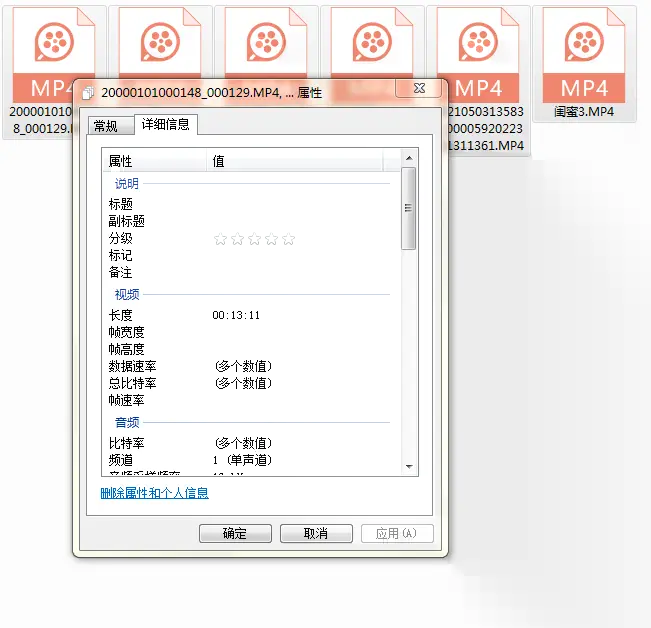 MP4
MP4
MP4
20000101000
8_000129.
21050313583
00005920223
1311361.MP4
闺蜜3.MP4
20000101000148_000129.MP4, ... 属性
常规
详细信息
属性 值
说明
标题
副标题
分级
标记
备注
视频
长度 00:13:11
帧宽度
帧高度
数据速率 (多个数值)
总比特率 (多个数值)
帧速率
音频
比特率 (多个数值)
频道 1 (单声道)
删除属性和个人信息
确定 取消 应用(A)